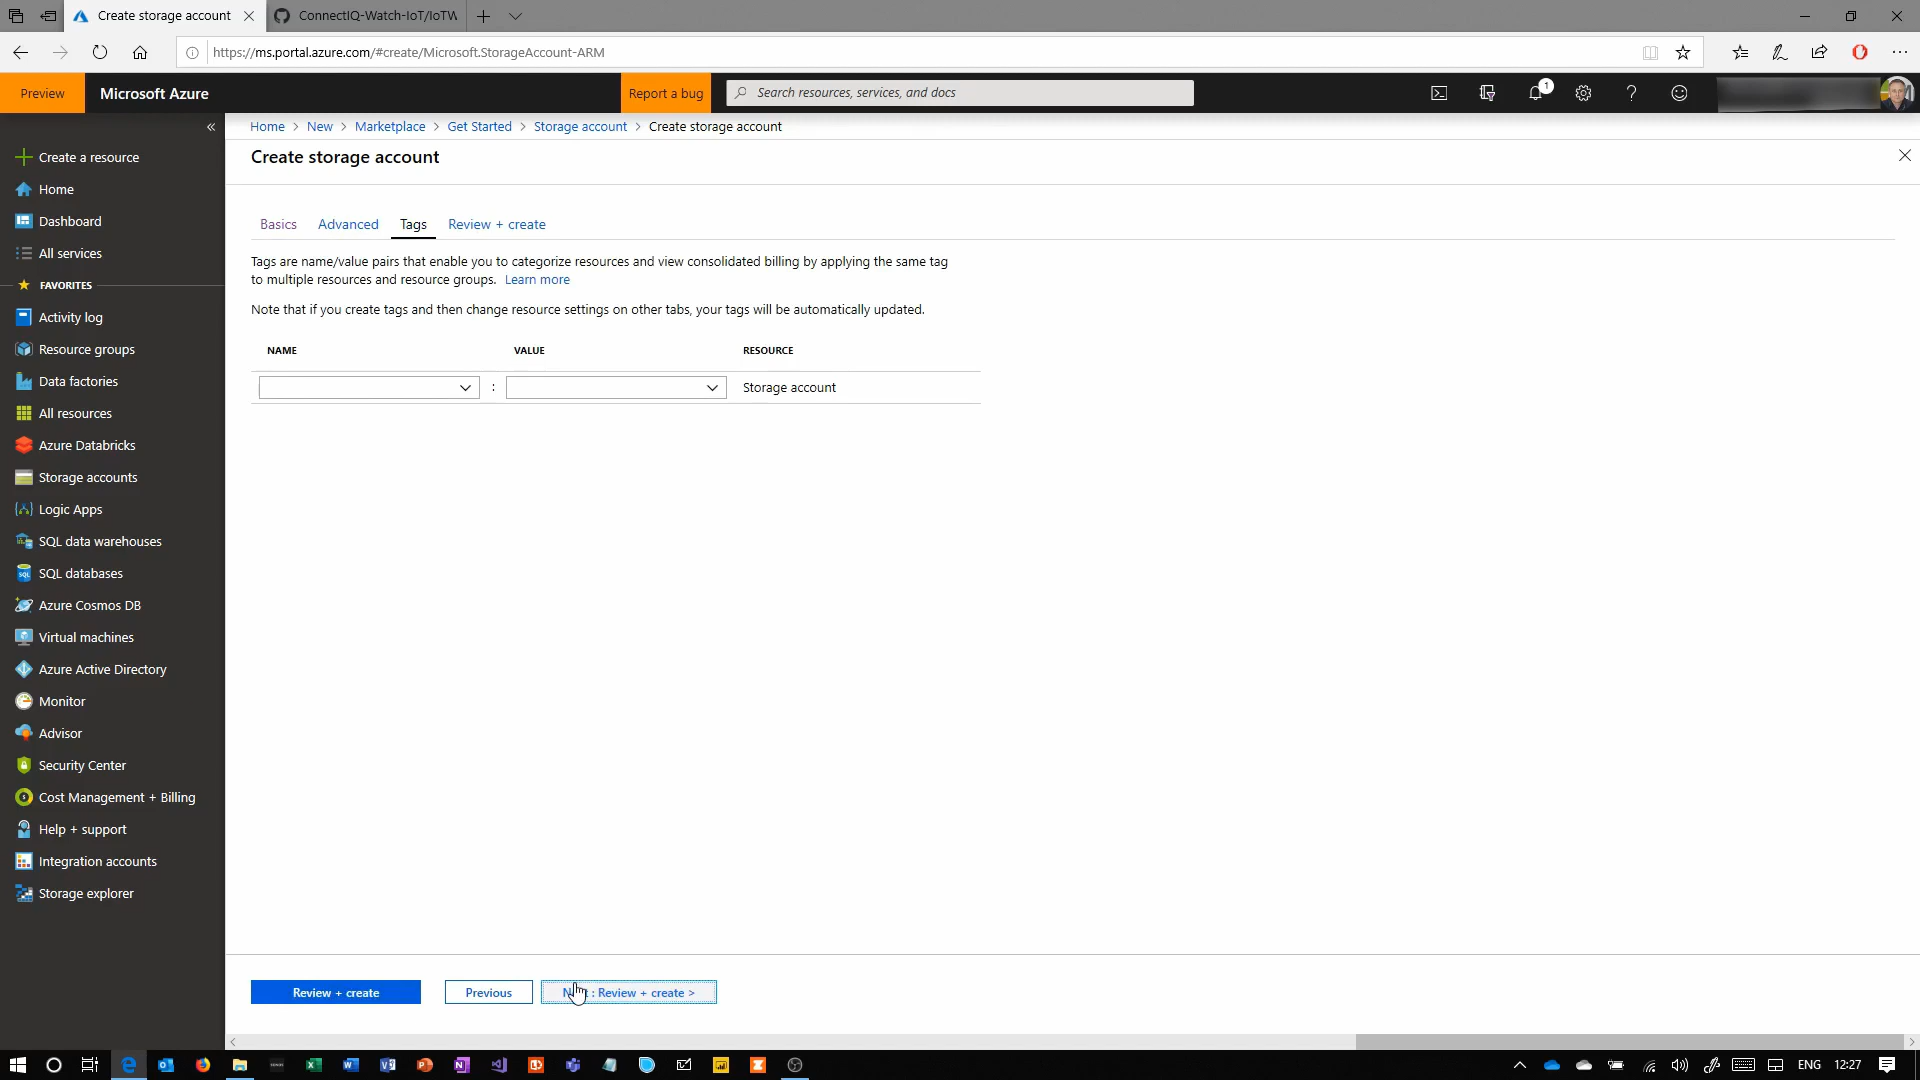 Create storage account
ConnectIQ-Watch-IoT/IoTW
https://ms.portal.azure.com/#create/Microsoft.StorageAccount-ARM
Preview
Microsoft Azure
Report a bug
Search resources, services, and docs
1
Home > New > Marketplace > Get Started > Storage account > Create storage account
Create storage account
Create a resource
Home
Dashboard
All services
FAVORITES
Activity log
Resource groups
Data factories
All resources
Azure Databricks
Storage accounts
Logic Apps
SQL data warehouses
SQL databases
Azure Cosmos DB
Virtual machines
Azure Active Directory
Monitor
Advisor
Security Center
Cost Management + Billing
Help + support
Integration accounts
Storage explorer
Basics Advanced Tags Review + create
Tags are name/value pairs that enable you to categorize resources and view consolidated billing by applying the same tag
to multiple resources and resource groups. Learn more
Note that if you create tags and then change resource settings on other tabs, your tags will be automatically updated.
NAME VALUE RESOURCE
: Storage account
Review + create
Previous
: Review + create >
ENG 12:27